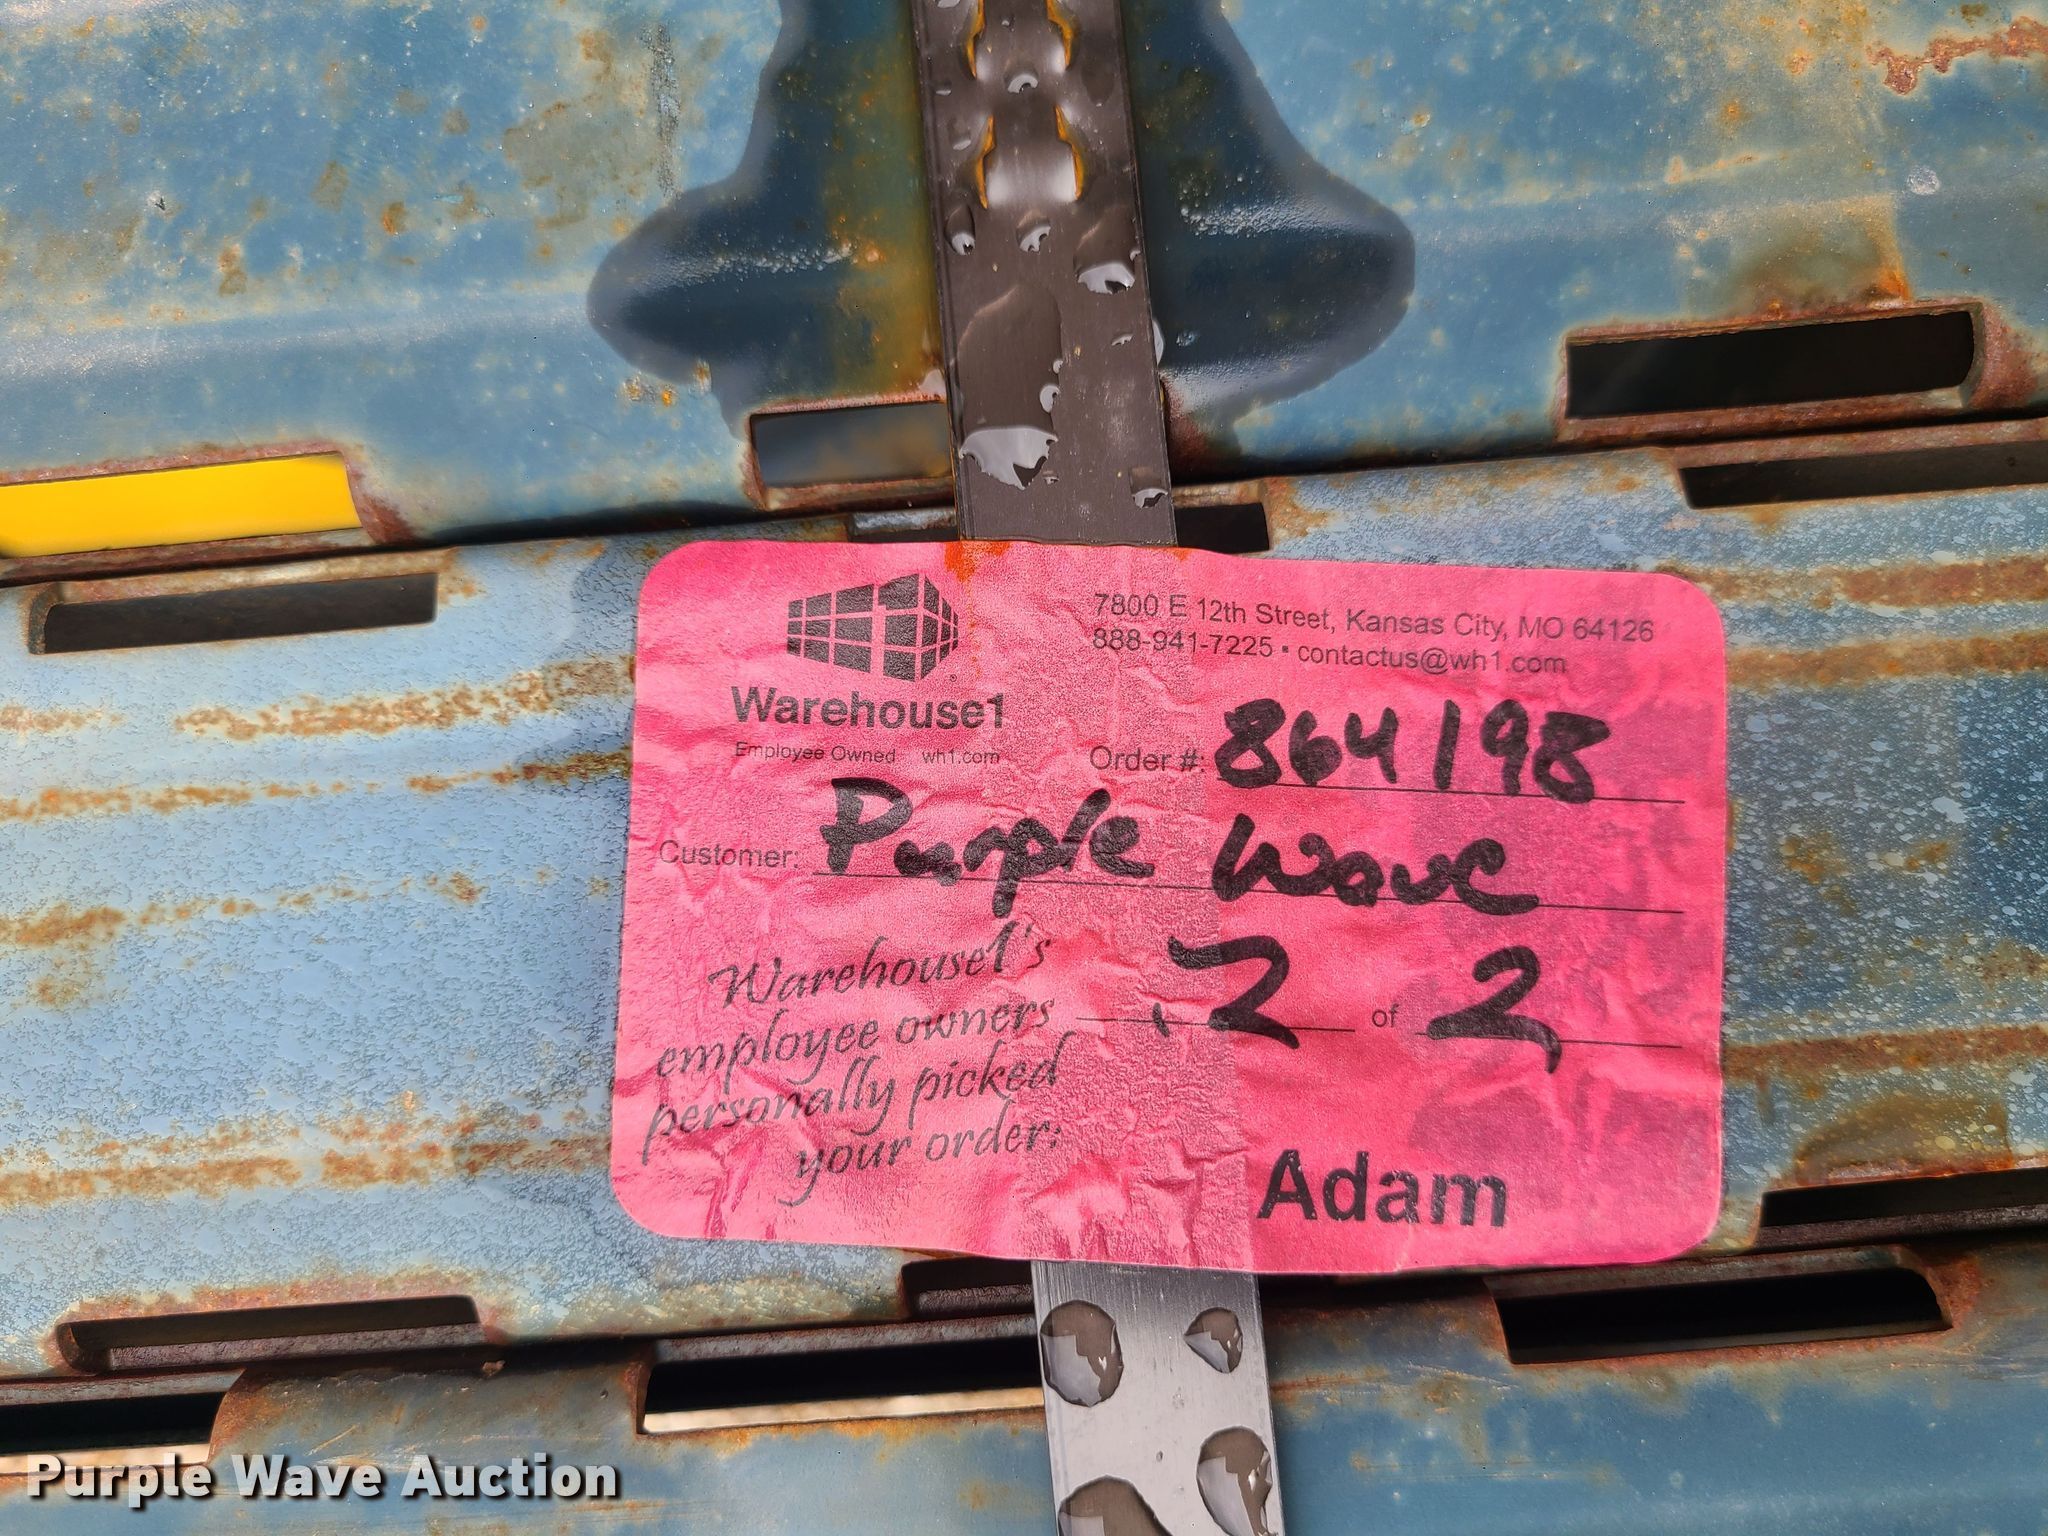 7800 E 12th Street, Kansas City, MO 64126
888-941-7225 ▪ contactus@wh1.com
Warehouse1
Employee Owned wh1.com
Order #: 864198
Customer: Purple Wave
2 of 2
Warehouse1's
employee owners
personally picked
your order:
Adam
Purple Wave Auction